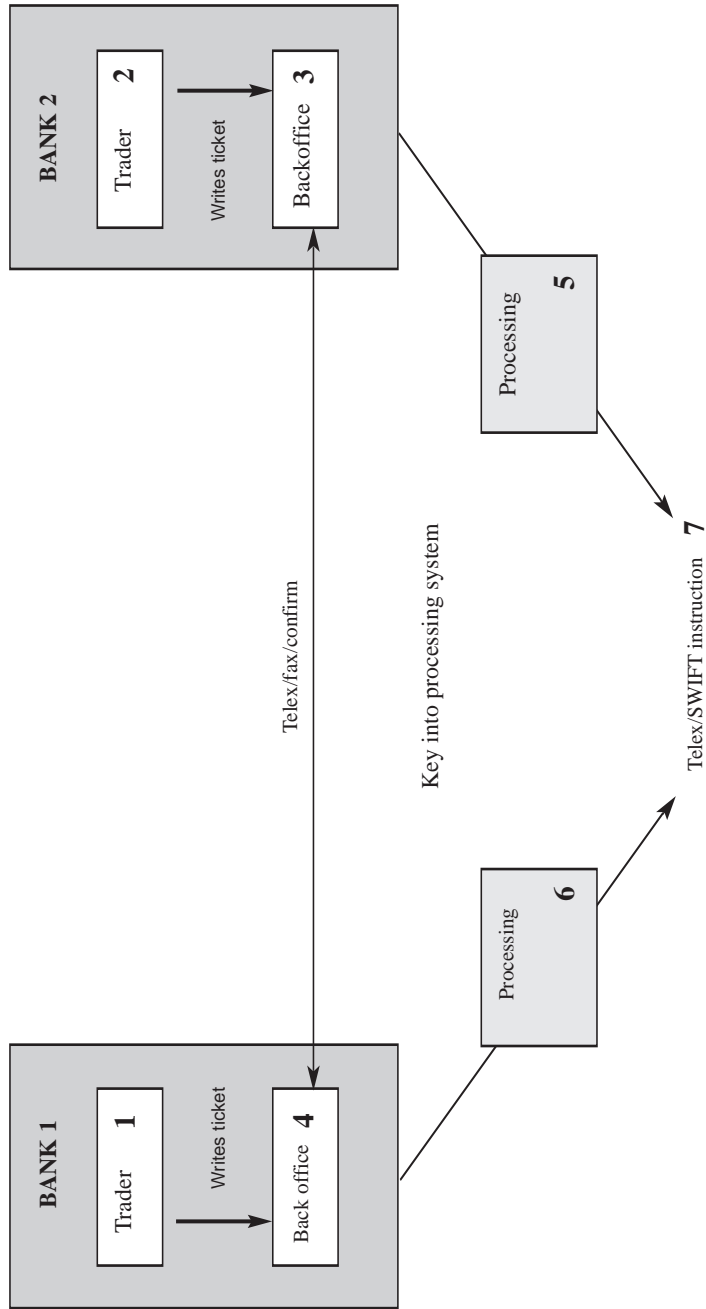 BANK 1
Trader 1
Writes ticket
Back office 4
BANK 2
Trader 2
Writes ticket
Backoffice 3
Telex/fax/confirm
Key into processing system
Processing 6
Processing 5
Telex/SWIFT instruction 7